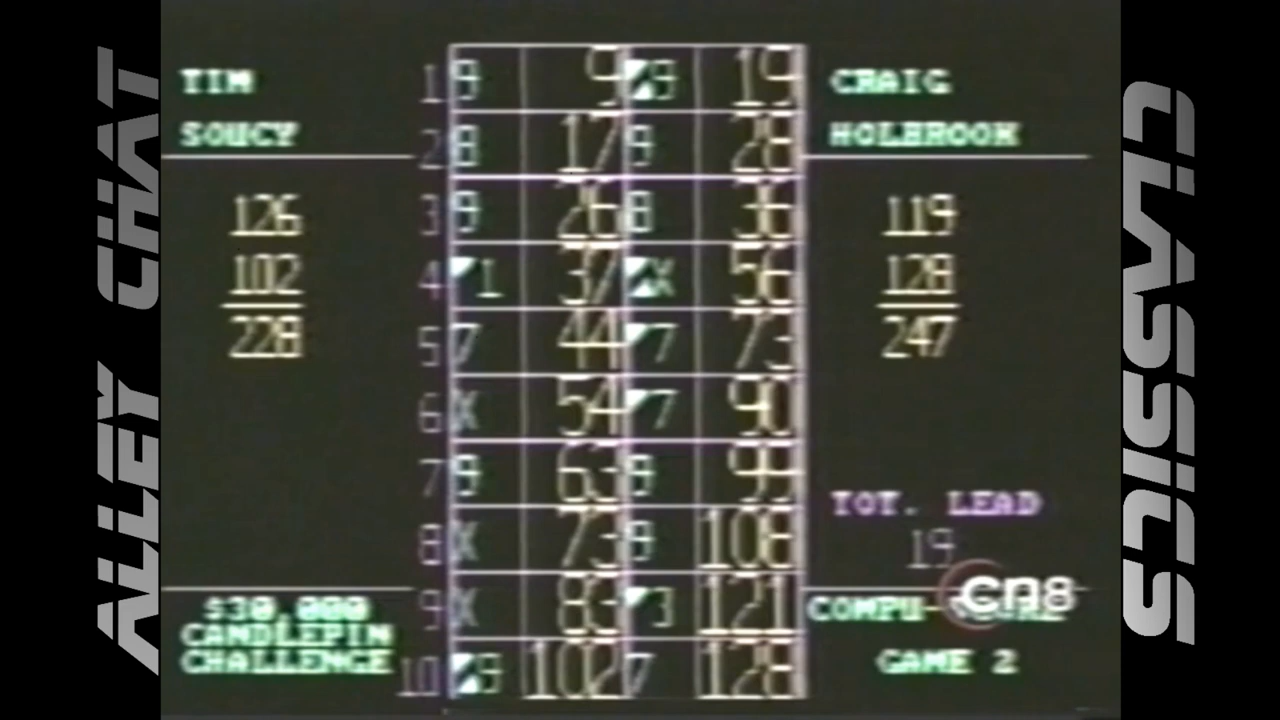 ALLEY CHAT
TIM
SOUCY
126
102
228
$30,000
CANDLEPIN
CHALLENGE
1 9 9 9 19
2 8 17 9 28
3 9 26 8 36
4 1 37 X 56
5 7 44 7 73
6 X 54 7 90
7 9 63 9 99
8 X 73 9 108
9 X 83 3 121
10 9 102 7 128
CRAIG
HOLBROOK
119
128
247
TOT. LEAD
19
CN8
COMPU-
GAME 2
CLASSICS